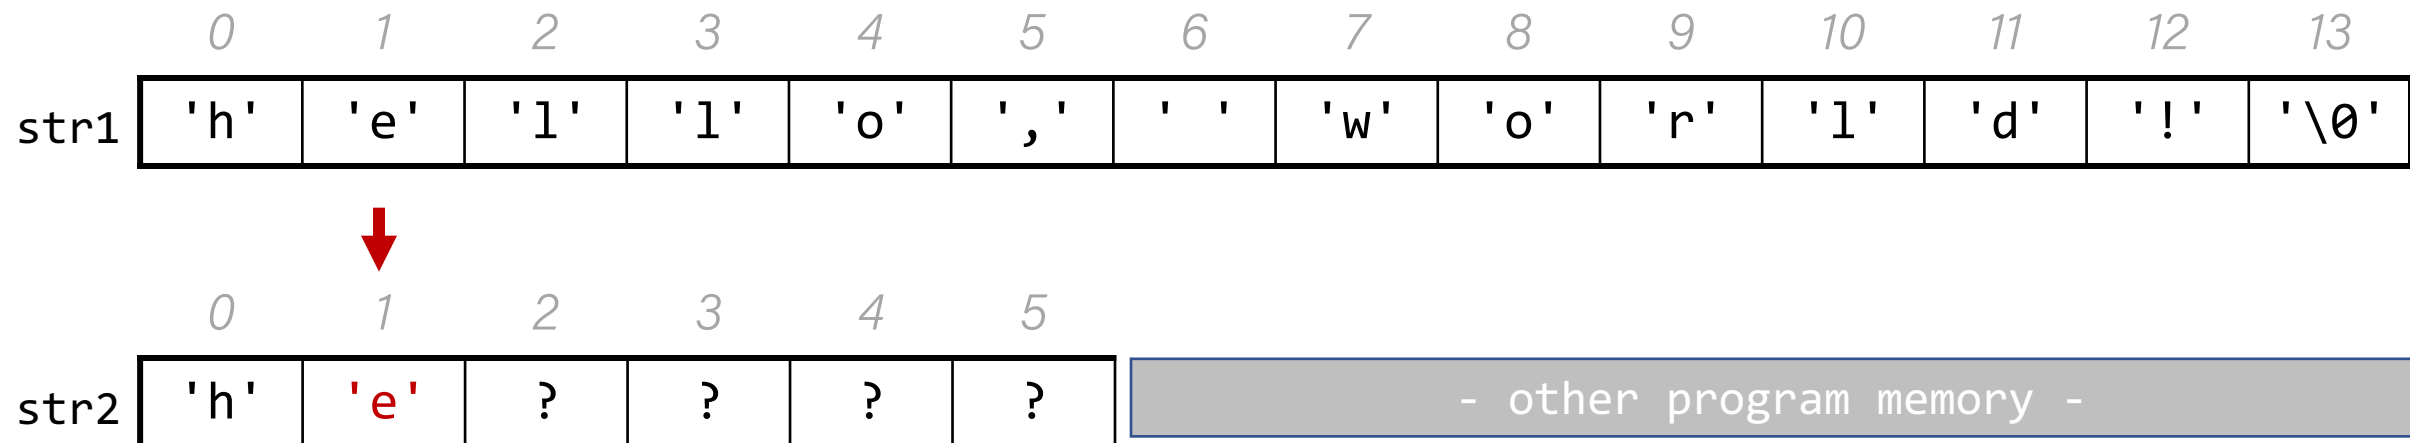 0 1 2 3 4 5 6 7 8 9 10 11 12 13
str1 'h' 'e' 'l' 'l' 'o' ',' ' ' 'w' 'o' 'r' 'l' 'd' '!' '\0'
0 1 2 3 4 5
str2 'h' 'e' ? ? ? ? - other program memory -